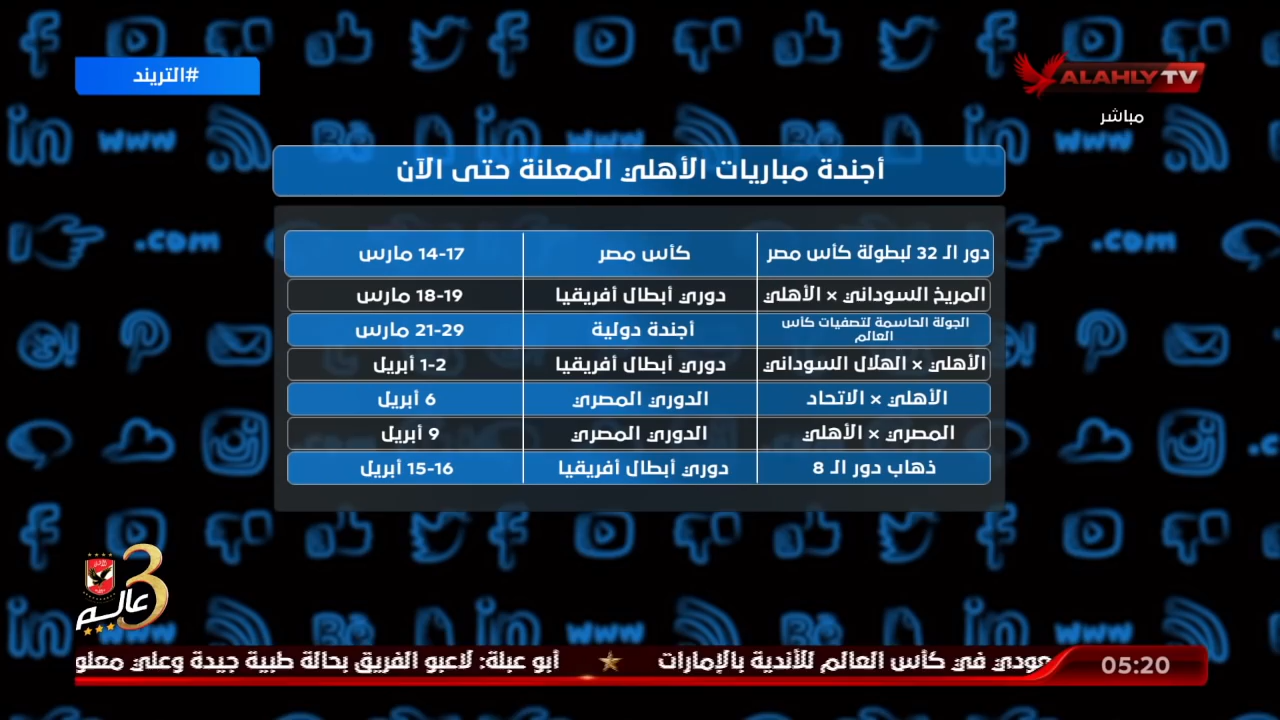 #التريند
ALAHLY TV
مباشر
أجندة مباريات الأهلي المعلنة حتى الآن
دور الـ 32 لبطولة كأس مصر كأس مصر 14-17 مارس
المريخ السوداني × الأهلي دوري أبطال أفريقيا 18-19 مارس
الجولة الحاسمة لتصفيات كأس
العالم أجندة دولية 21-29 مارس
الأهلي × الهلال السوداني دوري أبطال أفريقيا 1-2 أبريل
الأهلي × الاتحاد الدوري المصري 6 أبريل
المصري × الأهلي الدوري المصري 9 أبريل
ذهاب دور الـ 8 دوري أبطال أفريقيا 15-16 أبريل
3 عالم
05:20
عودي في كأس العالم للأندية بالإمارات
أبو عبلة: لاعبو الفريق بحالة طبية جيدة وعلي معلو